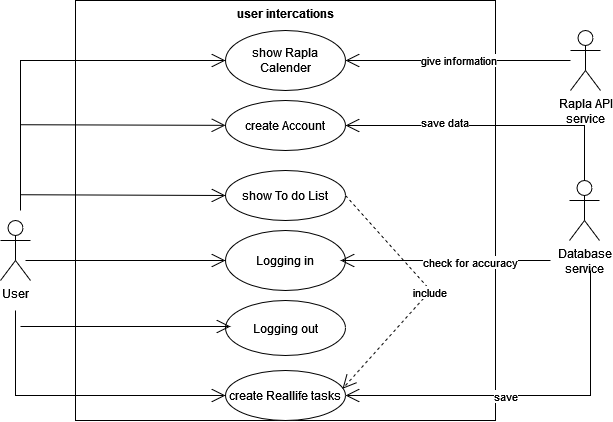 user intercations
show Rapla
Calender
give information
Rapla API
service
create Account
save data
show To do List
Logging in
check for accuracy
Database
service
User
include
Logging out
create Reallife tasks
save